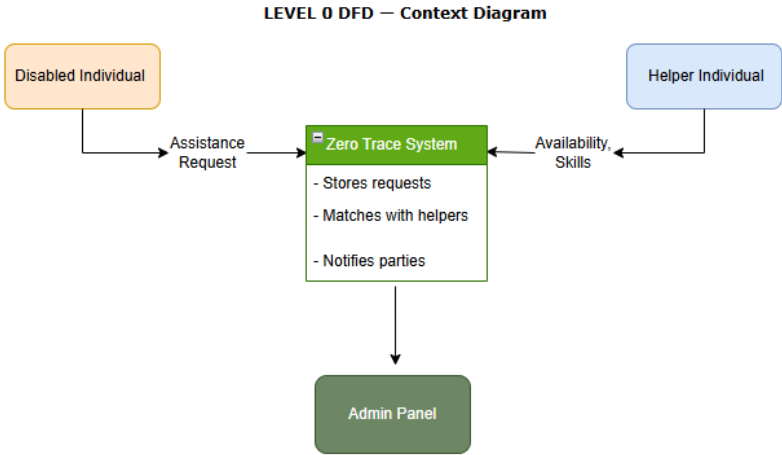 LEVEL 0 DFD — Context Diagram
Disabled Individual
Helper Individual
Assistance
Request
Zero Trace System
Availability,
Skills
- Stores requests
- Matches with helpers
- Notifies parties
Admin Panel